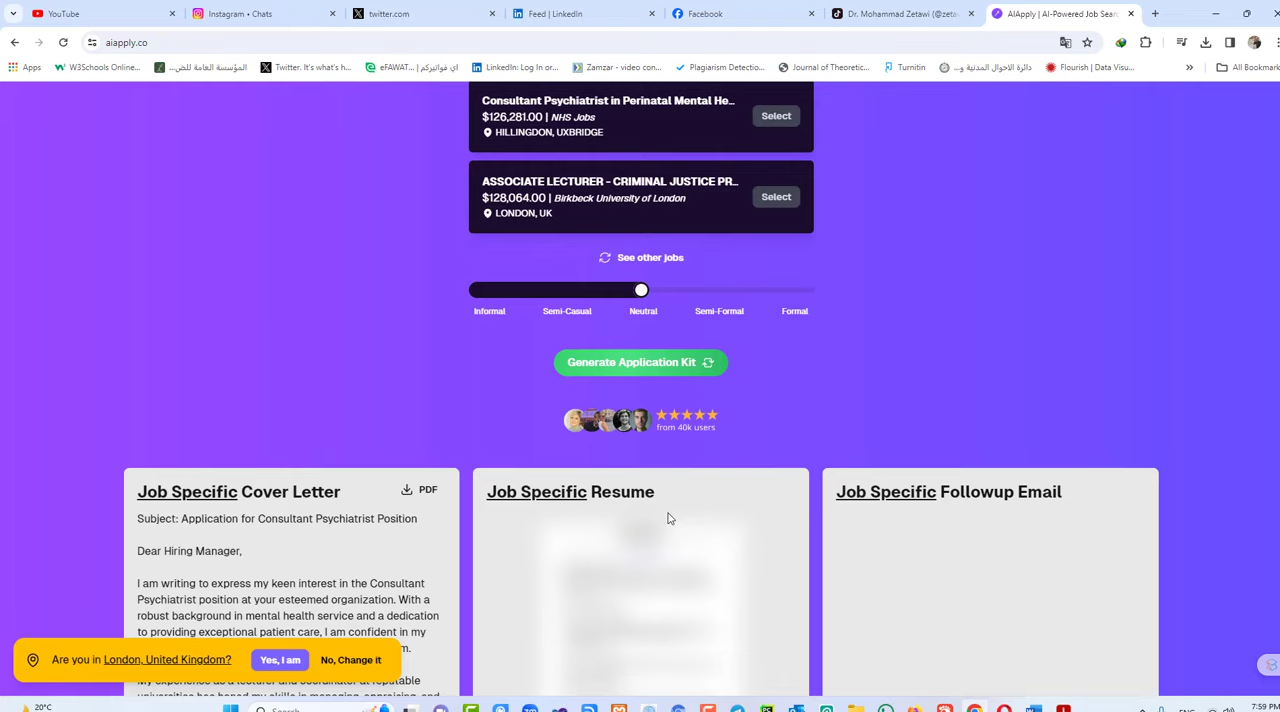 YouTube
Instagram • Chats
twitter.com/
Feed | LinkedIn
Facebook
Dr. Mohammad Zetawi (@zeta
AIApply | AI-Powered Job Sear
aiapply.co
Apps
W3Schools Online...
المؤسسة العامة للض...
Twitter. It's what's h...
eFAWAT...
LinkedIn: Log In or...
Zamzar - video con...
Plagiarism Detection...
Journal of Theoretic...
Turnitin
دائرة الاحوال المدنية و...
Flourish | Data Visu...
»
All Bookmark
Consultant Psychiatrist in Perinatal Mental He...
$126,281.00 | NHS Jobs
HILLINGDON, UXBRIDGE
Select
ASSOCIATE LECTURER - CRIMINAL JUSTICE PR...
$128,064.00 | Birkbeck University of London
LONDON, UK
Select
See other jobs
Informal Semi-Casual Neutral Semi-Formal Formal
Generate Application Kit
from 40k users
Job Specific Cover Letter
PDF
Subject: Application for Consultant Psychiatrist Position
Dear Hiring Manager,
I am writing to express my keen interest in the Consultant
Psychiatrist position at your esteemed organization. With a
robust background in mental health service and a dedication
to providing exceptional patient care, I am confident in my
Job Specific Resume
Job Specific Followup Email
Are you in London, United Kingdom?
Yes, I am
No, Change it
20°C
Search
7:59 PM